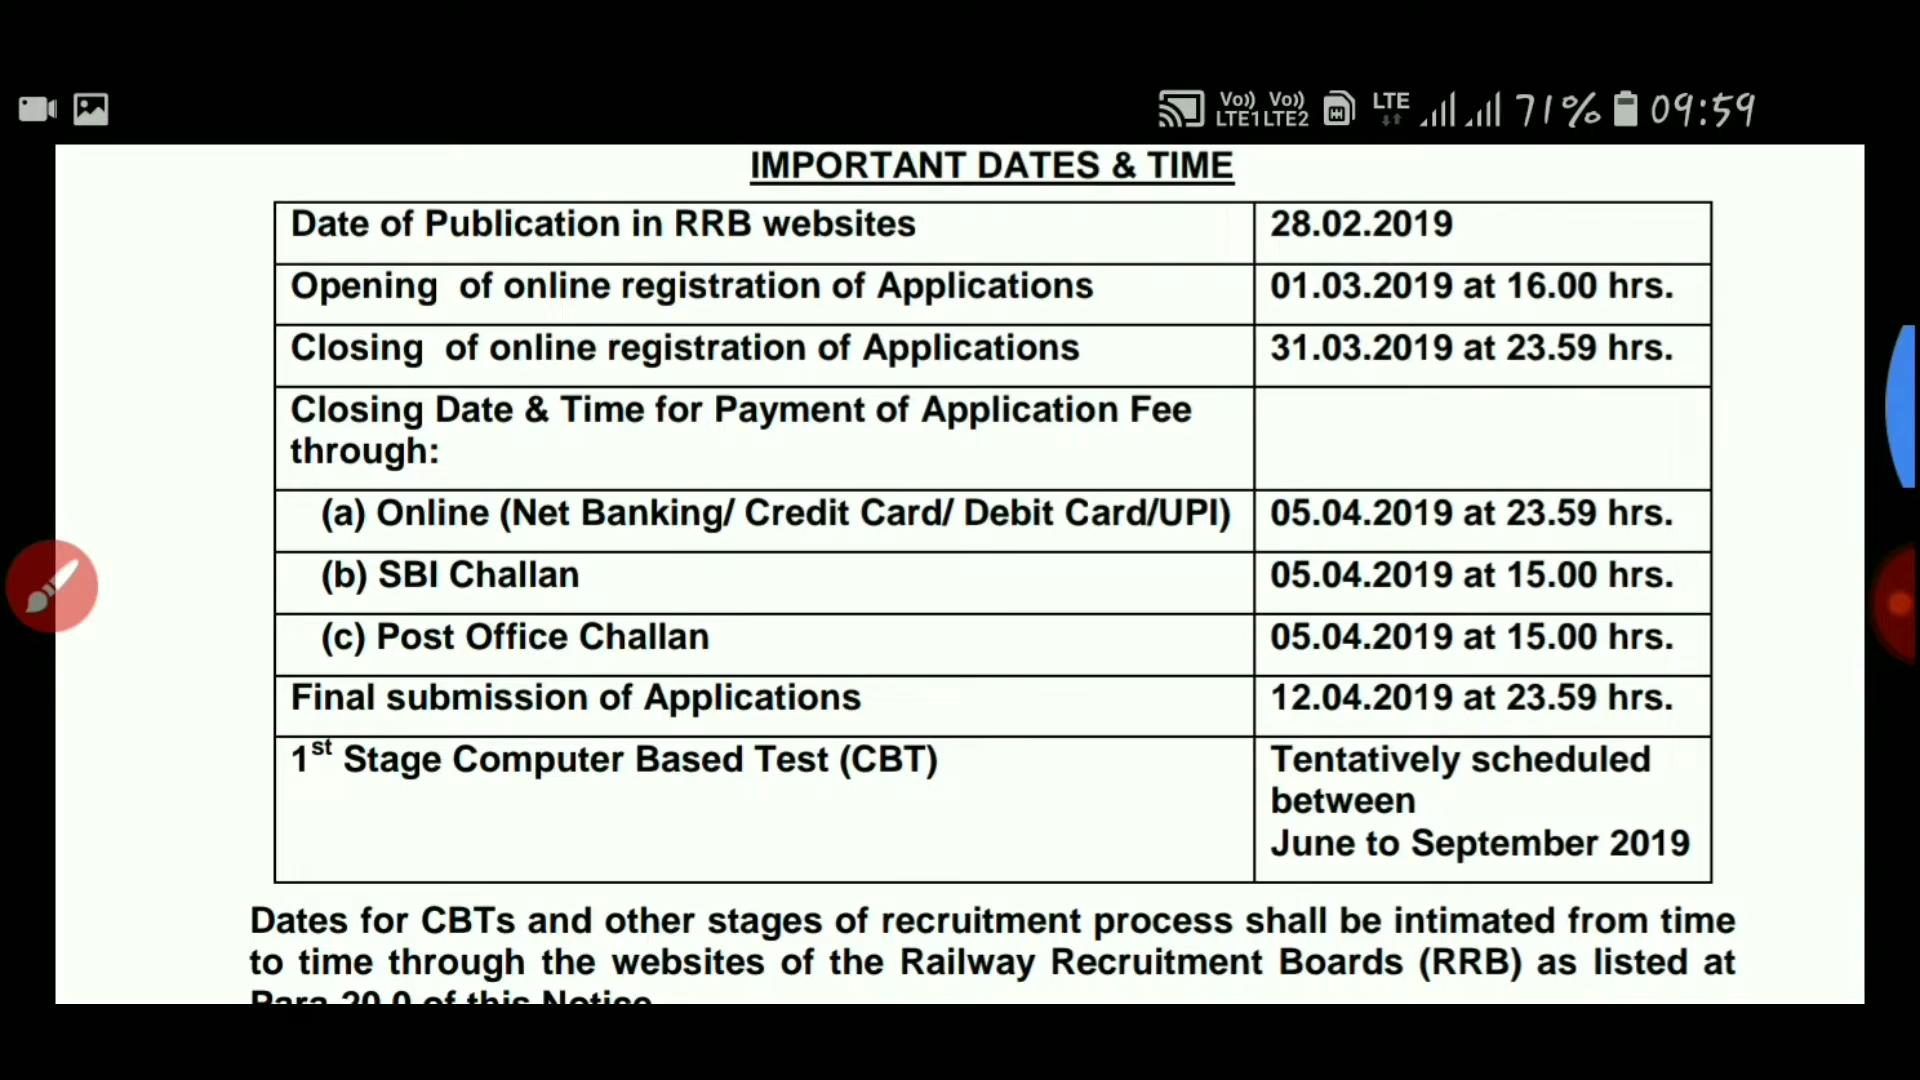 Vo)) Vo)) LTE 71% 09:59
LTE1 LTE2
IMPORTANT DATES & TIME
Date of Publication in RRB websites 28.02.2019
Opening of online registration of Applications 01.03.2019 at 16.00 hrs.
Closing of online registration of Applications 31.03.2019 at 23.59 hrs.
Closing Date & Time for Payment of Application Fee
through:
(a) Online (Net Banking/ Credit Card/ Debit Card/UPI) 05.04.2019 at 23.59 hrs.
(b) SBI Challan 05.04.2019 at 15.00 hrs.
(c) Post Office Challan 05.04.2019 at 15.00 hrs.
Final submission of Applications 12.04.2019 at 23.59 hrs.
1st Stage Computer Based Test (CBT) Tentatively scheduled
between
June to September 2019
Dates for CBTs and other stages of recruitment process shall be intimated from time
to time through the websites of the Railway Recruitment Boards (RRB) as listed at
Para 20.0 of this Notice